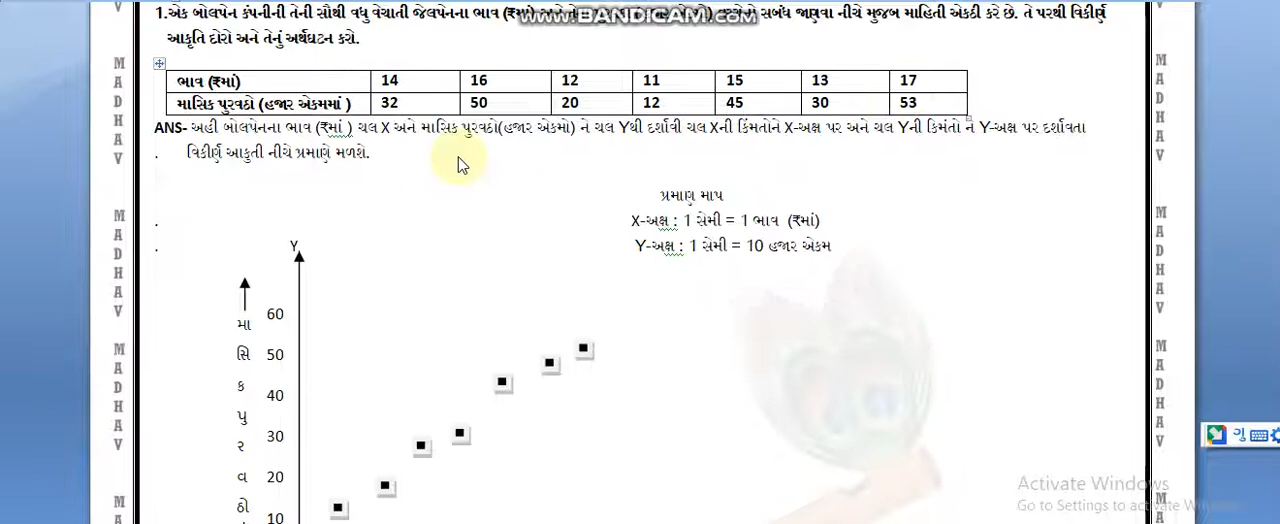 1.એક બોલપેન કંપનીની તેની સૌથી વધુ વેચાતી જેલપેનના ભાવ (₹માં) અને સબંધ જાણવા નીચે મુજબ માહિતી એકઠી કરે છે. તે પરથી વિકીર્ણ
WWW.BANDICAM.COM
આકૃતિ દોરો અને તેનું અર્થઘટન કરો.
ભાવ (₹માં) 14 16 12 11 15 13 17
માસિક પુરવઠો (હજાર એકમમાં ) 32 50 20 12 45 30 53
ANS- અહી બોલપેનના ભાવ (₹માં ) ચલ X અને માસિક પુરવઠો(હજાર એકમો) ને ચલ Yથી દર્શાવી ચલ Xની કિંમતોને X-અક્ષ પર અને ચલ Yની કિમંતો ને Y-અક્ષ પર દર્શાવતા
. વિકીર્ણ આકુતી નીચે પ્રમાણે મળશે.
પ્રમાણ માપ
. X-અક્ષ : 1 સેમી = 1 ભાવ (₹માં)
. Y-અક્ષ : 1 સેમી = 10 હજાર એકમ
Y
60
50
40
30
20
10
મા
સિ
ક
પુ
ર
વ
ઠો
MADHAV
MADHAV
MADHAV
M
MADHAV
MADHAV
MADHAV
M
Activate Windows
Go to Settings to activate Windows.